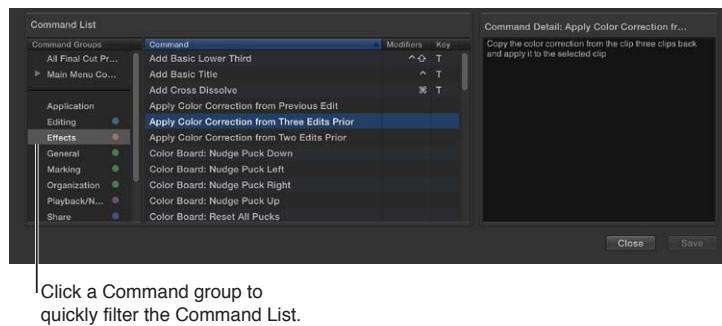 Command List
Command Groups
All Final Cut Pr...
Main Menu Co...
Application
Editing
Effects
General
Marking
Organization
Playback/N...
Share
Command Modifiers Key
Add Basic Lower Third ^⇧ T
Add Basic Title ^ T
Add Cross Dissolve ⌘ T
Apply Color Correction from Previous Edit
Apply Color Correction from Three Edits Prior
Apply Color Correction from Two Edits Prior
Color Board: Nudge Puck Down
Color Board: Nudge Puck Left
Color Board: Nudge Puck Right
Color Board: Nudge Puck Up
Color Board: Reset All Pucks
Command Detail: Apply Color Correction fr...
Copy the color correction from the clip three clips back
and apply it to the selected clip
Close Save
Click a Command group to
quickly filter the Command List.